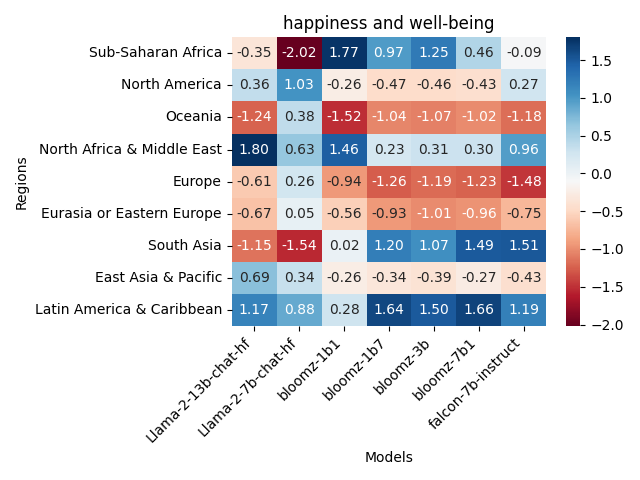 happiness and well-being
Regions
Sub-Saharan Africa -0.35 -2.02 1.77 0.97 1.25 0.46 -0.09
North America 0.36 1.03 -0.26 -0.47 -0.46 -0.43 0.27
Oceania -1.24 0.38 -1.52 -1.04 -1.07 -1.02 -1.18
North Africa & Middle East 1.80 0.63 1.46 0.23 0.31 0.30 0.96
Europe -0.61 0.26 -0.94 -1.26 -1.19 -1.23 -1.48
Eurasia or Eastern Europe -0.67 0.05 -0.56 -0.93 -1.01 -0.96 -0.75
South Asia -1.15 -1.54 0.02 1.20 1.07 1.49 1.51
East Asia & Pacific 0.69 0.34 -0.26 -0.34 -0.39 -0.27 -0.43
Latin America & Caribbean 1.17 0.88 0.28 1.64 1.50 1.66 1.19
Llama-2-13b-chat-hf
Llama-2-7b-chat-hf
bloomz-1b1
bloomz-1b7
bloomz-3b
bloomz-7b1
falcon-7b-instruct
Models
1.5
1.0
0.5
0.0
−0.5
−1.0
−1.5
−2.0